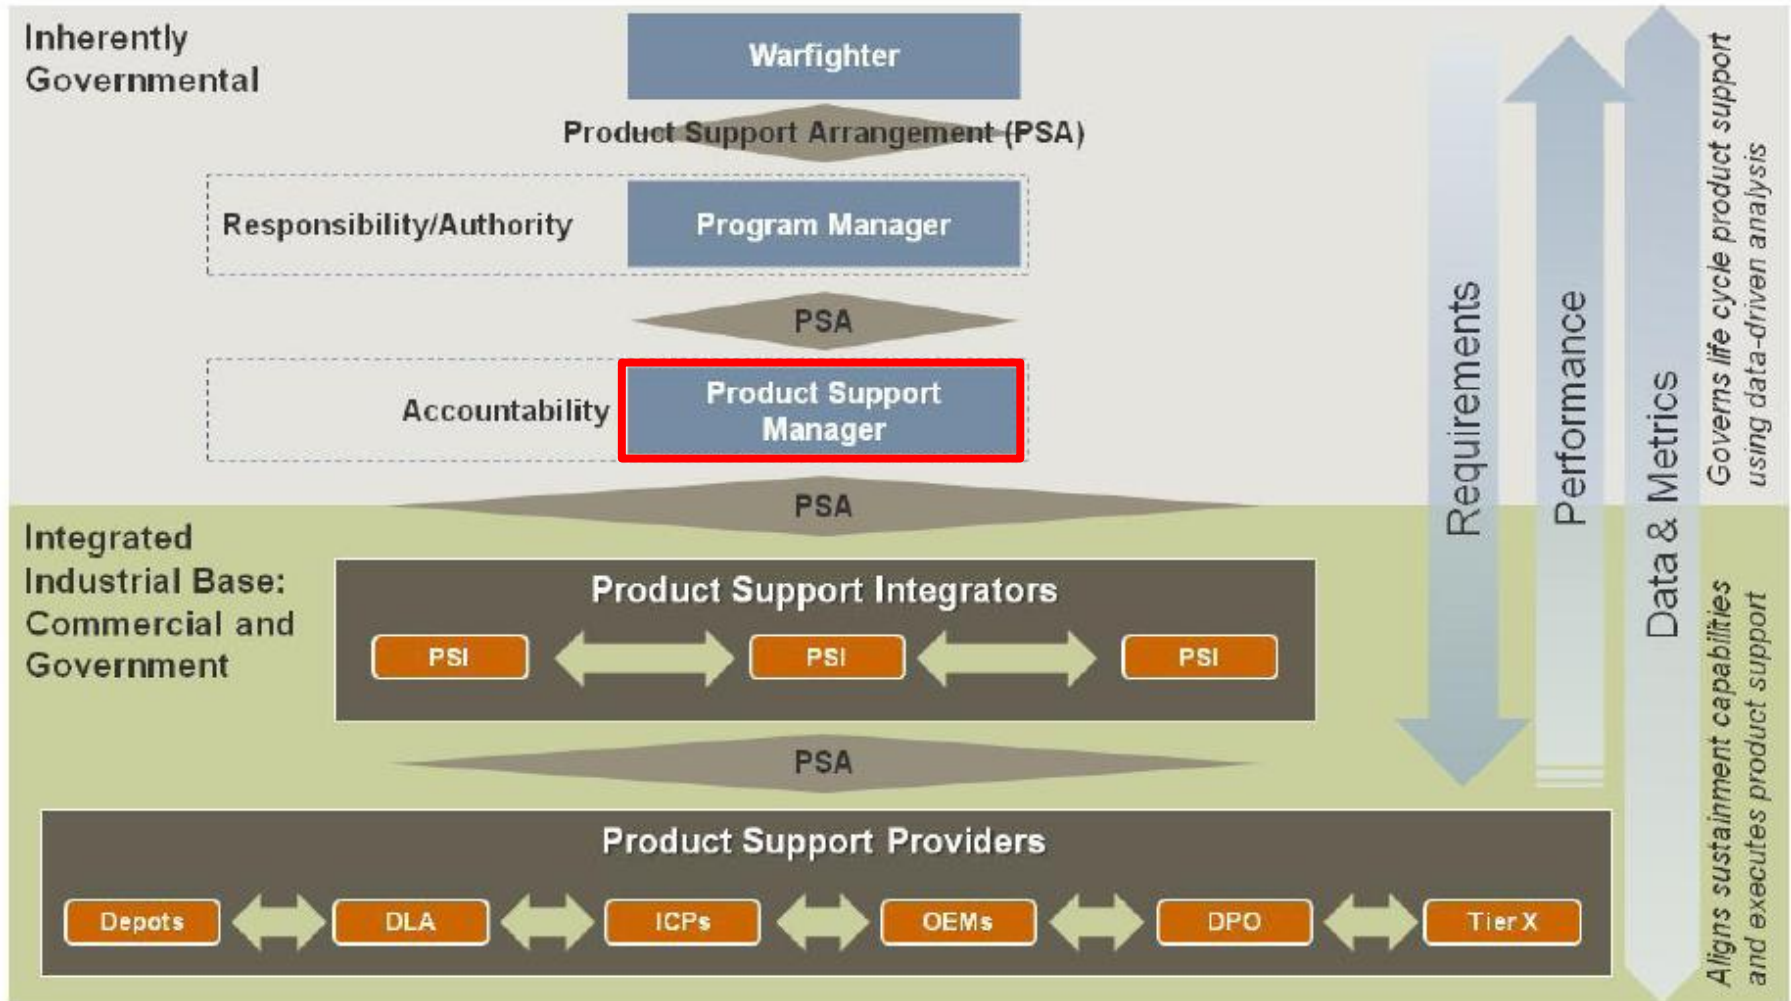 Inherently
Governmental
Warfighter
Product Support Arrangement (PSA)
Responsibility/Authority
Program Manager
PSA
Accountability
Product Support
Manager
PSA
Integrated
Industrial Base:
Commercial and
Government
Product Support Integrators
PSI
PSI
PSI
PSA
Product Support Providers
Depots
DLA
ICPs
OEMs
DPO
Tier X
Requirements
Performance
Data & Metrics
Governs life cycle product support
using data-driven analysis
Aligns sustainment capabilities
and executes product support